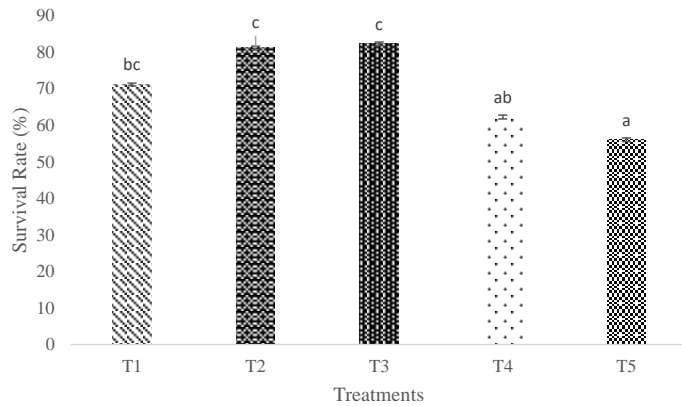 90
80
70
60
50
40
30
20
10
0
Survival Rate (%)
bc
c
c
ab
a
T1
T2
T3
T4
T5
Treatments